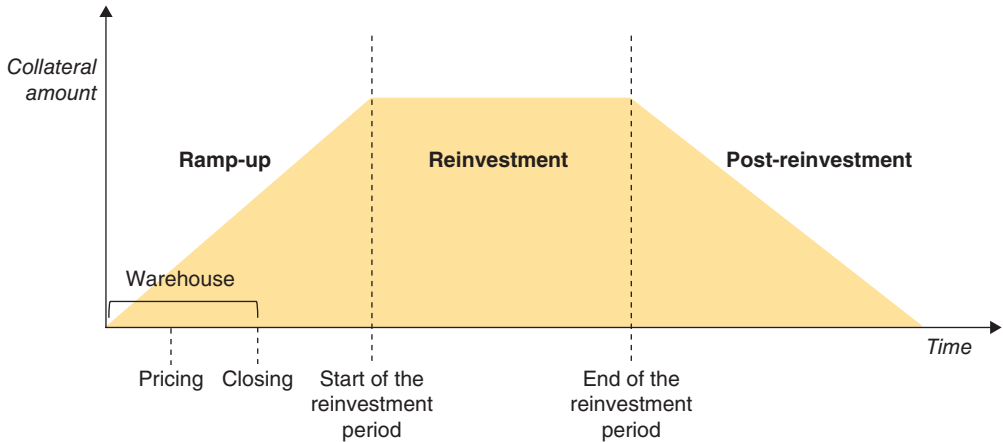 Collateral
amount
Ramp-up
Reinvestment
Post-reinvestment
Warehouse
Time
Pricing
Closing
Start of the
reinvestment
period
End of the
reinvestment
period